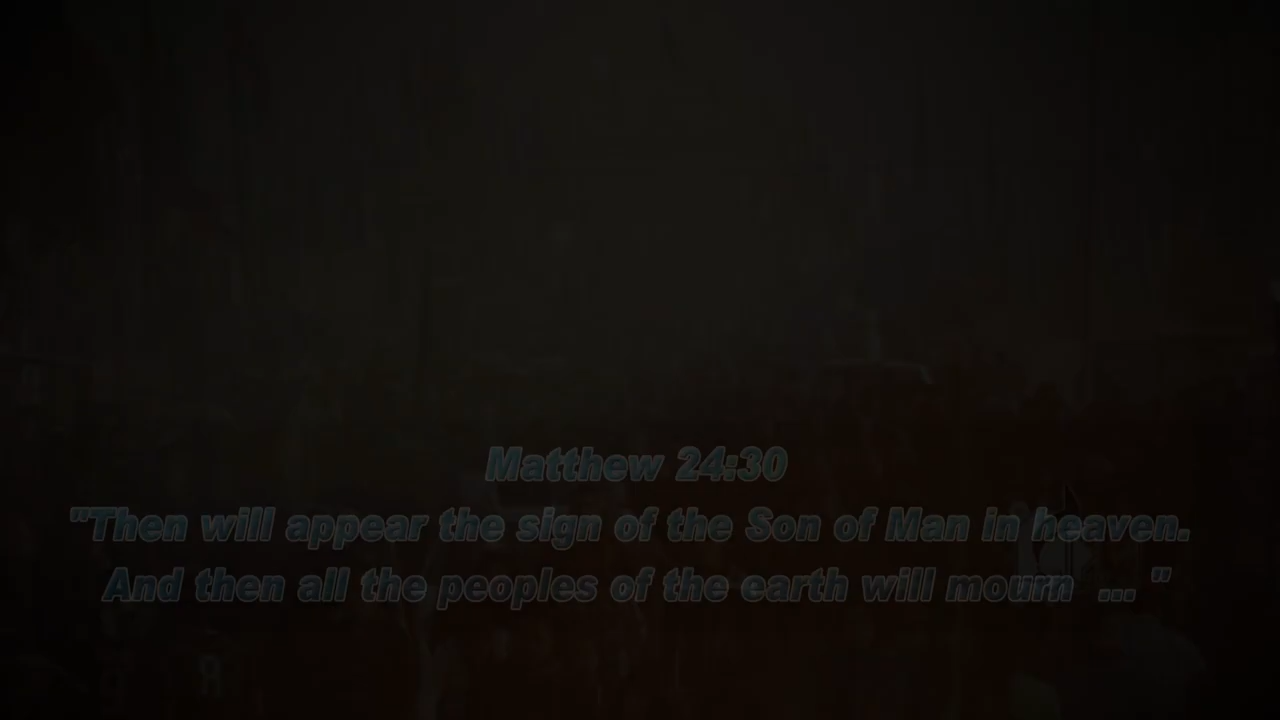 Matthew 24:30
"Then will appear the sign of the Son of Man in heaven.
And then all the peoples of the earth will mourn ... "